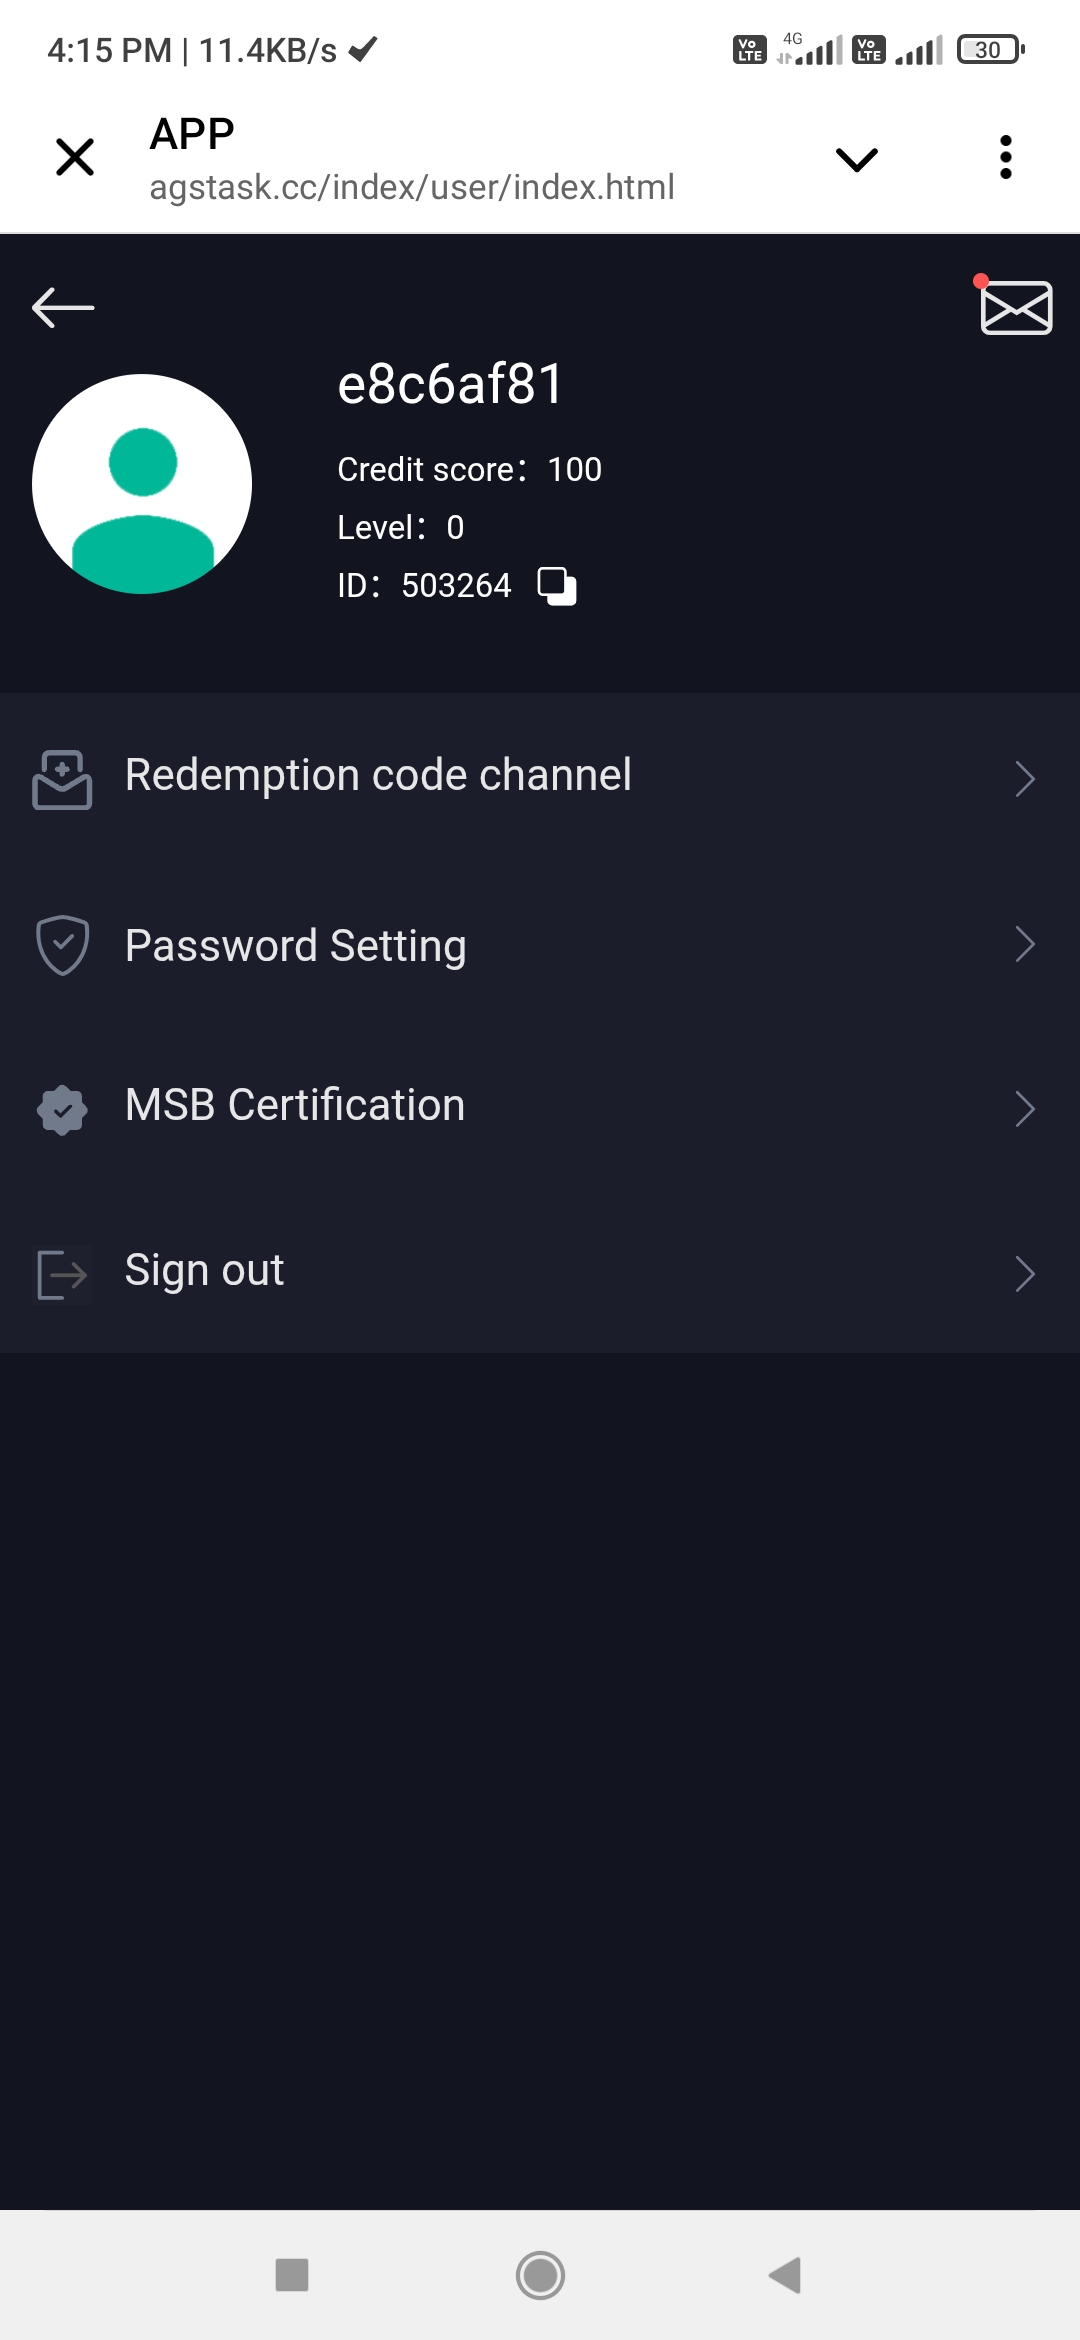 4:15 PM | 11.4KB/s
Vo LTE 4G Vo LTE 30
APP
agstask.cc/index/user/index.html
e8c6af81
Credit score： 100
Level： 0
ID： 503264
Redemption code channel
Password Setting
MSB Certification
Sign out